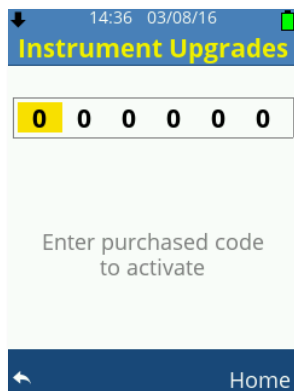 14:36 03/08/16
Instrument Upgrades
0 0 0 0 0 0
Enter purchased code
to activate
Home